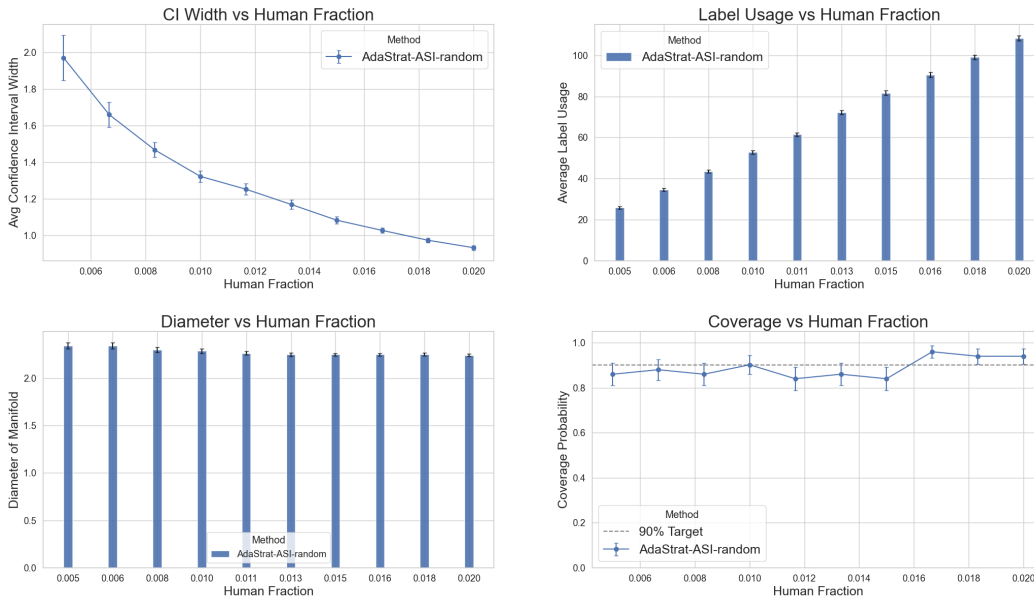 CI Width vs Human Fraction
Method
AdaStrat-ASI-random
Avg Confidence Interval Width
2.0
1.8
1.6
1.4
1.2
1.0
0.006 0.008 0.010 0.012 0.014 0.016 0.018 0.020
Human Fraction
Label Usage vs Human Fraction
Method
AdaStrat-ASI-random
Average Label Usage
100
80
60
40
20
0
0.005 0.006 0.008 0.010 0.011 0.013 0.015 0.016 0.018 0.020
Human Fraction
Diameter vs Human Fraction
Diameter of Manifold
2.0
1.5
1.0
0.5
0.0
Method
AdaStrat-ASI-random
0.005 0.006 0.008 0.010 0.011 0.013 0.015 0.016 0.018 0.020
Human Fraction
Coverage vs Human Fraction
Coverage Probability
1.0
0.8
0.6
0.4
0.2
0.0
Method
90% Target
AdaStrat-ASI-random
0.006 0.008 0.010 0.012 0.014 0.016 0.018 0.020
Human Fraction